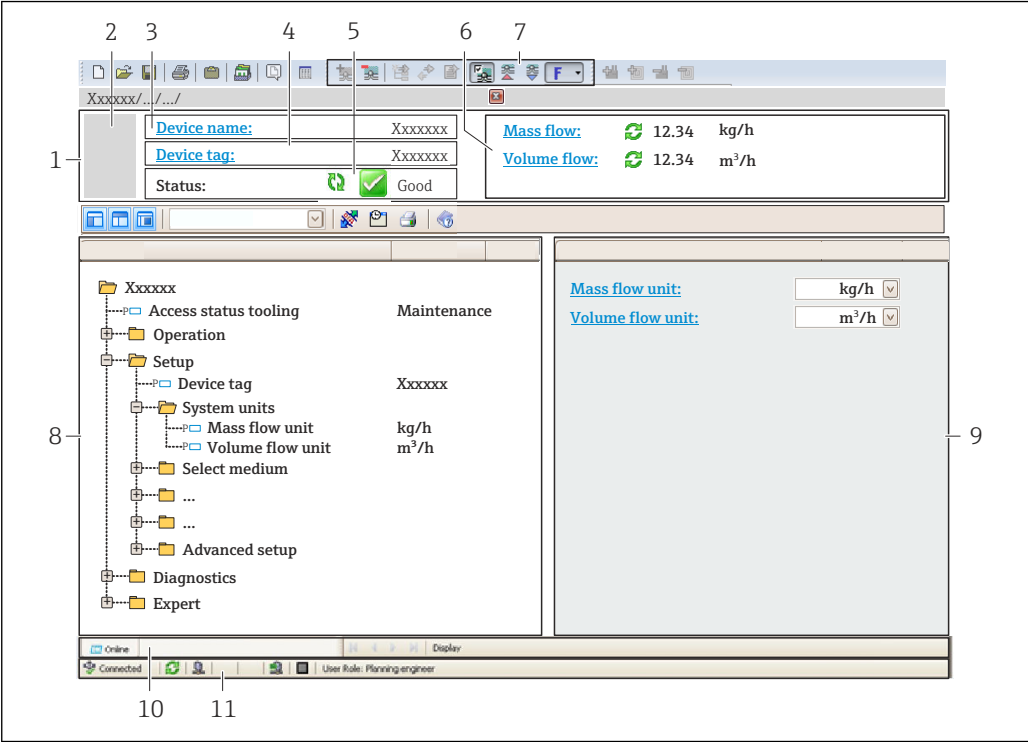 2 3 4 5 6 7
F
Xxxxxx/.../.../
1
Device name: Xxxxxxx
Device tag: Xxxxxxx
Status: Good
Mass flow: 12.34 kg/h
Volume flow: 12.34 m³/h
Xxxxxx
P Access status tooling Maintenance
Operation
Setup
P Device tag Xxxxxx
System units
P Mass flow unit kg/h
P Volume flow unit m³/h
Select medium
...
...
Advanced setup
Diagnostics
Expert
8
Mass flow unit: kg/h
Volume flow unit: m³/h
9
Online Display
Connected User Role: Planning engineer
10 11